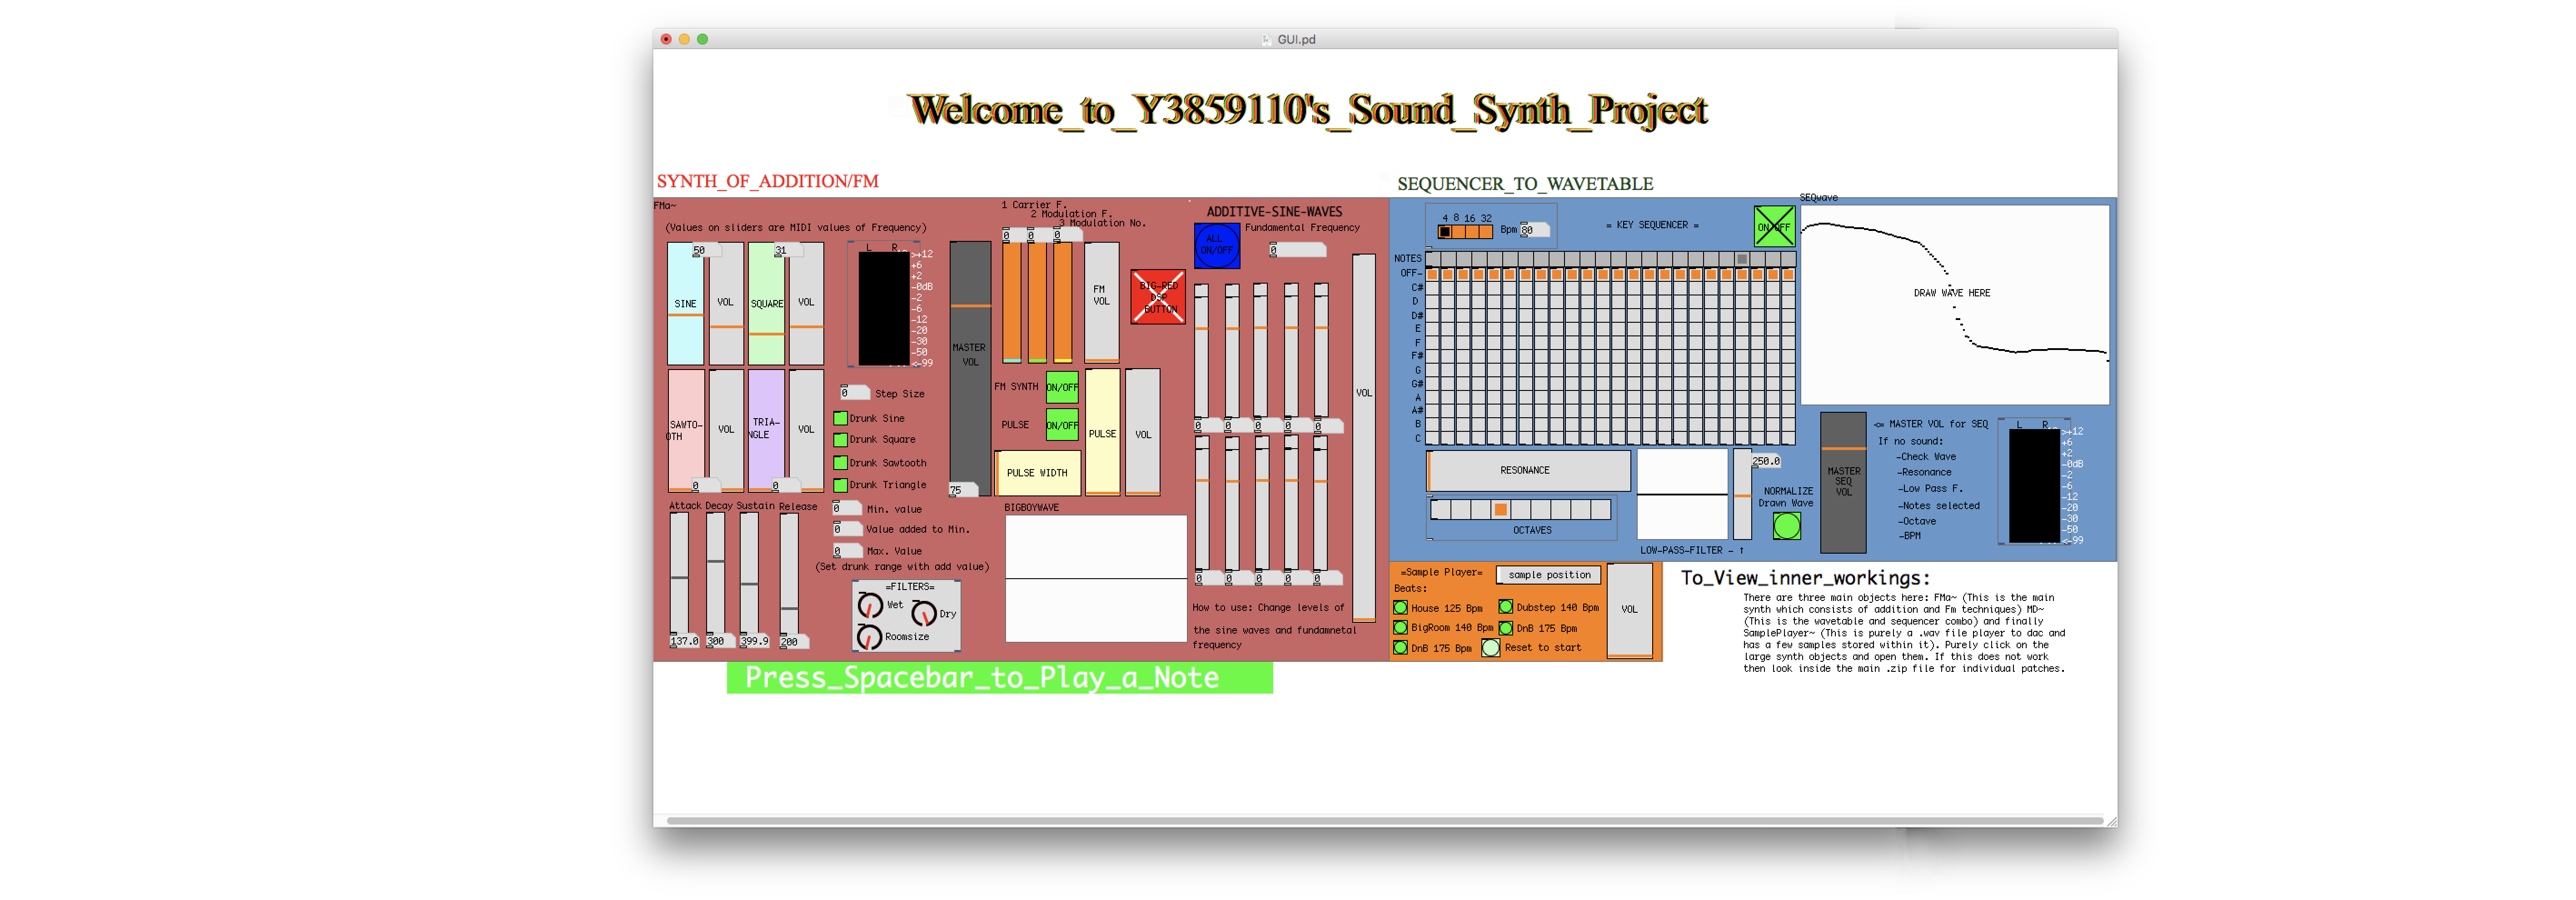 GUI.pd
Welcome_to_Y3859110's_Sound_Synth_Project
SYNTH_OF_ADDITION/FM
FMa~
(Values on sliders are MIDI values of Frequency)
50
31
SINE
VOL
SQUARE
VOL
L R
>+12
+6
+2
-0dB
-2
-6
-12
-20
-30
-50
<-99
SAWTO-
OTH
VOL
TRIA-
NGLE
VOL
0
0
0 Step Size
Drunk Sine
Drunk Square
Drunk Sawtooth
Drunk Triangle
0 Min. value
0 Value added to Min.
0 Max. Value
(Set drunk range with add value)
Attack Decay Sustain Release
137.0 300 399.9 200
=FILTERS=
Wet
Dry
Roomsize
MASTER
VOL
75
1 Carrier F.
2 Modulation F.
3 Modulation No.
0 0 0
FM
VOL
BIG-RED
DSP
BUTTON
FM SYNTH ON/OFF
PULSE ON/OFF
PULSE WIDTH
PULSE
VOL
BIGBOYWAVE
ADDITIVE-SINE-WAVES
ALL
ON/OFF
Fundamental Frequency
0
VOL
0 0 0 0 0
0 0 0 0 0
How to use: Change levels of
the sine waves and fundamnetal
frequency
Press_Spacebar_to_Play_a_Note
SEQUENCER_TO_WAVETABLE
4 8 16 32
Bpm 80
= KEY SEQUENCER =
ON/OFF
NOTES
OFF-
C#
D
D#
E
F
F#
G
G#
A
A#
B
C
SEQwave
DRAW WAVE HERE
RESONANCE
OCTAVES
250.0
LOW-PASS-FILTER - ↑
NORMALIZE
Drawn Wave
MASTER
SEQ
VOL
<= MASTER VOL for SEQ
If no sound:
-Check Wave
-Resonance
-Low Pass F.
-Notes selected
-Octave
-BPM
L R
>+12
+6
+2
-0dB
-2
-6
-12
-20
-30
-50
<-99
=Sample Player=
sample position
Beats:
House 125 Bpm
Dubstep 140 Bpm
BigRoom 140 Bpm
DnB 175 Bpm
DnB 175 Bpm
Reset to start
VOL
To_View_inner_workings:
There are three main objects here: FMa~ (This is the main
synth which consists of addition and Fm techniques) MD~
(This is the wavetable and sequencer combo) and finally
SamplePlayer~ (This is purely a .wav file player to dac and
has a few samples stored within it). Purely click on the
large synth objects and open them. If this does not work
then look inside the main .zip file for individual patches.